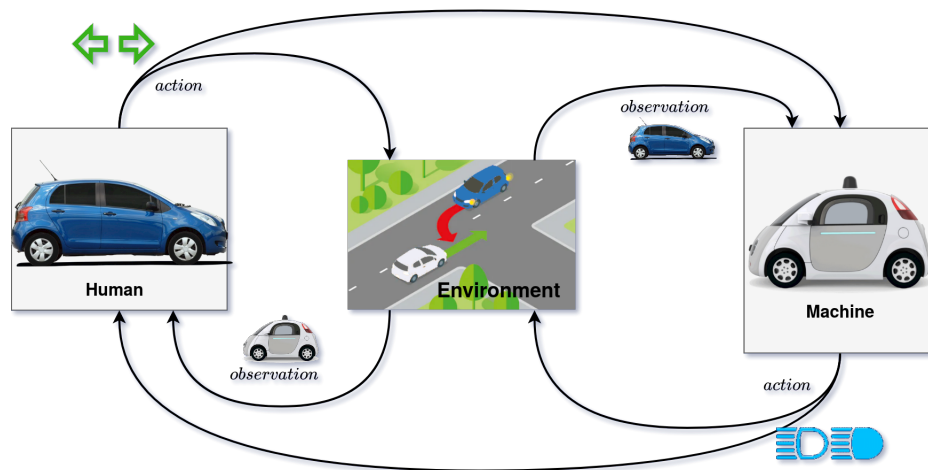 action
observation
Human
Environment
Machine
observation
action